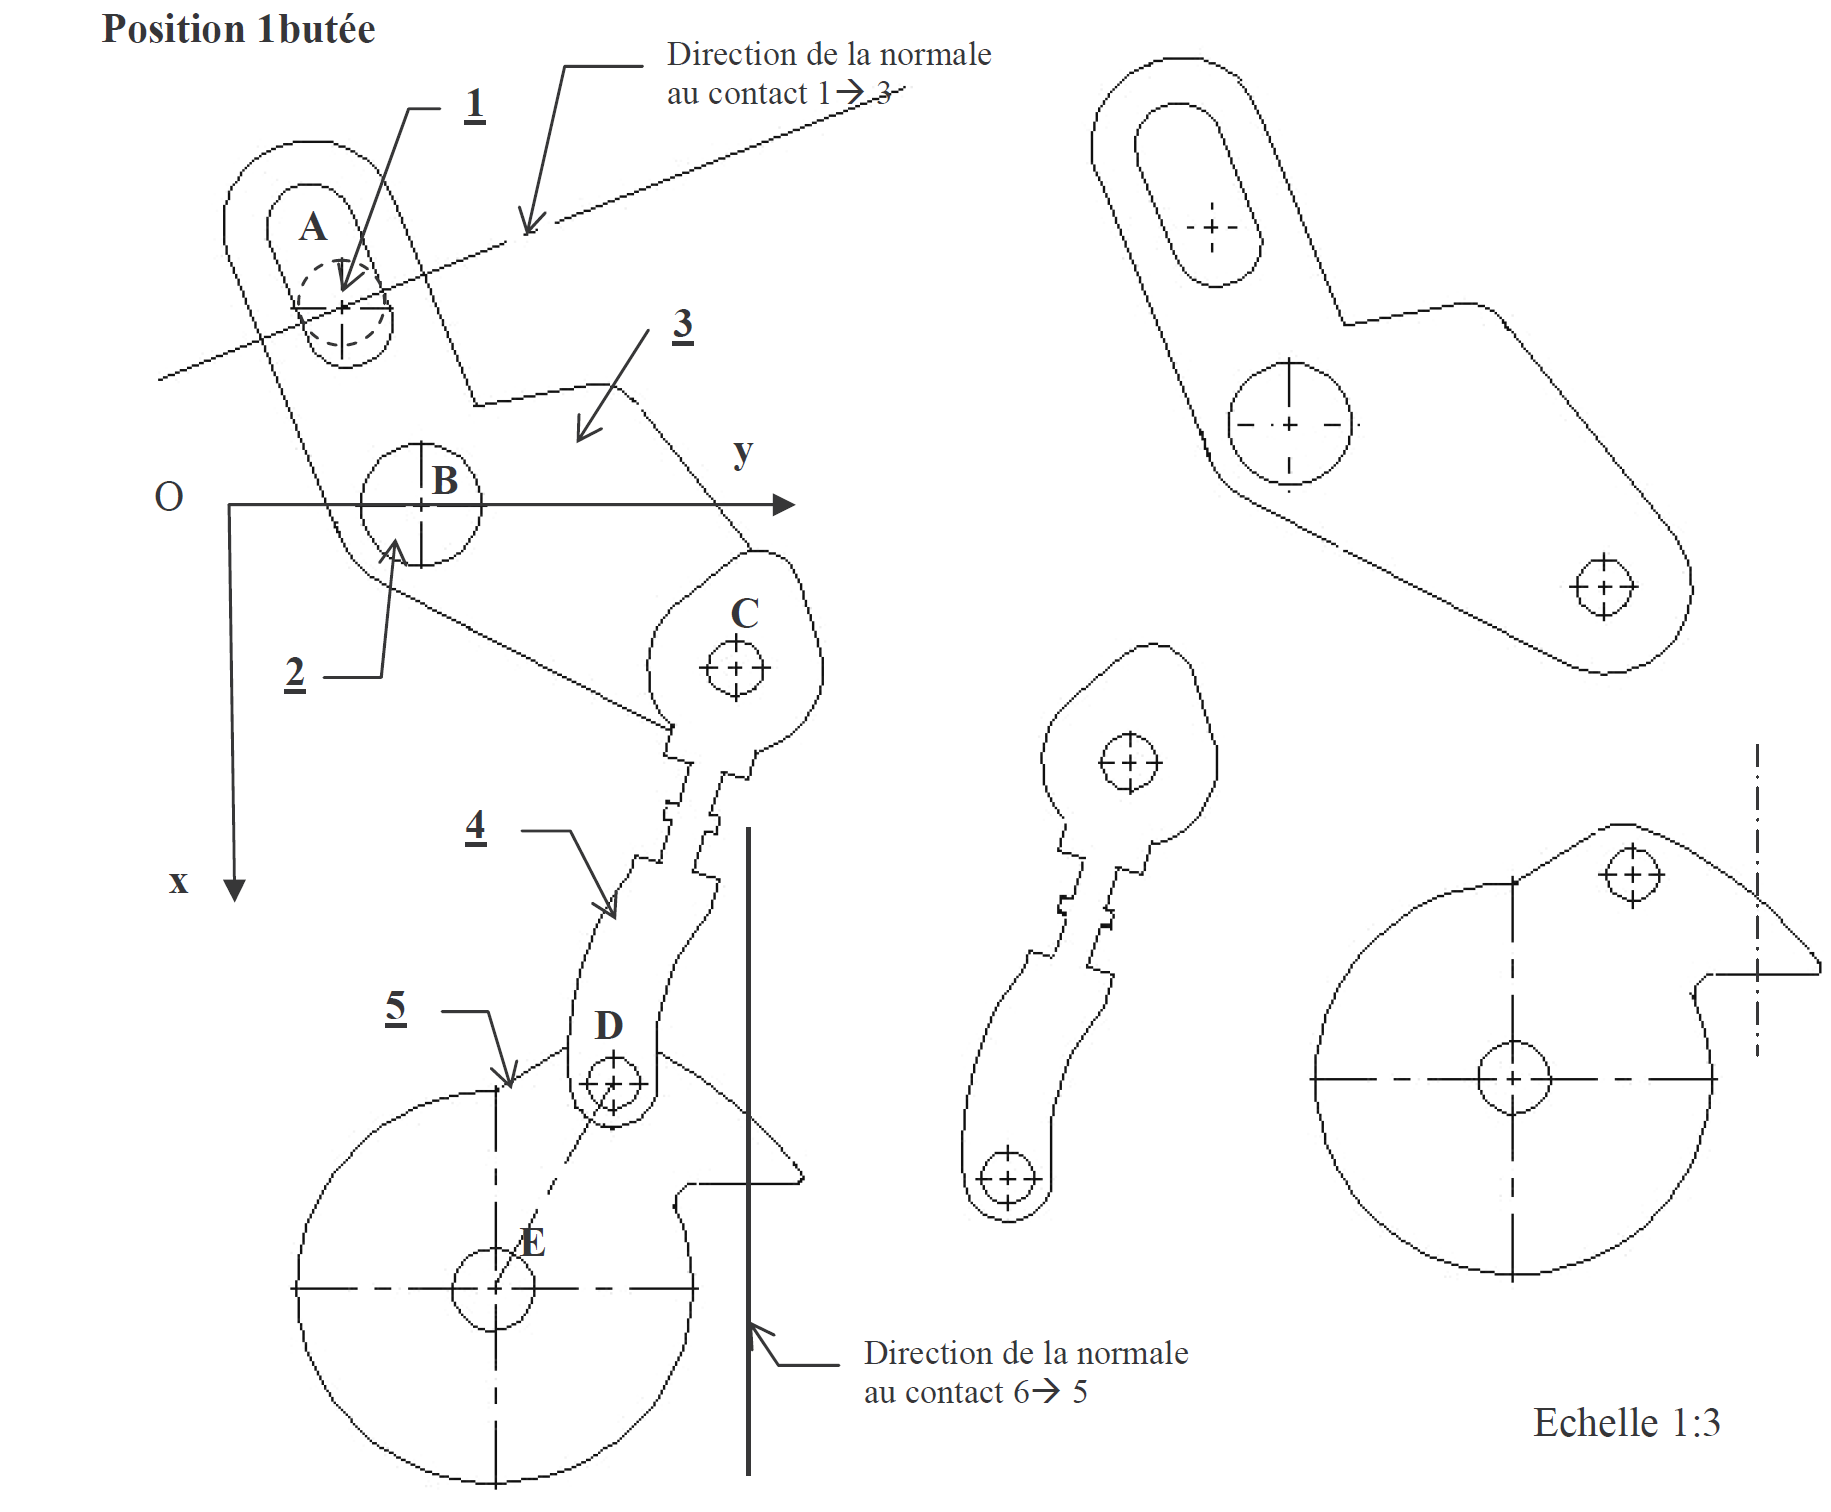 Position 1butée
Direction de la normale
au contact 1→ 3
1
A
3
y
B
O
C
2
4
x
5
D
E
Direction de la normale
au contact 6→ 5
Echelle 1:3